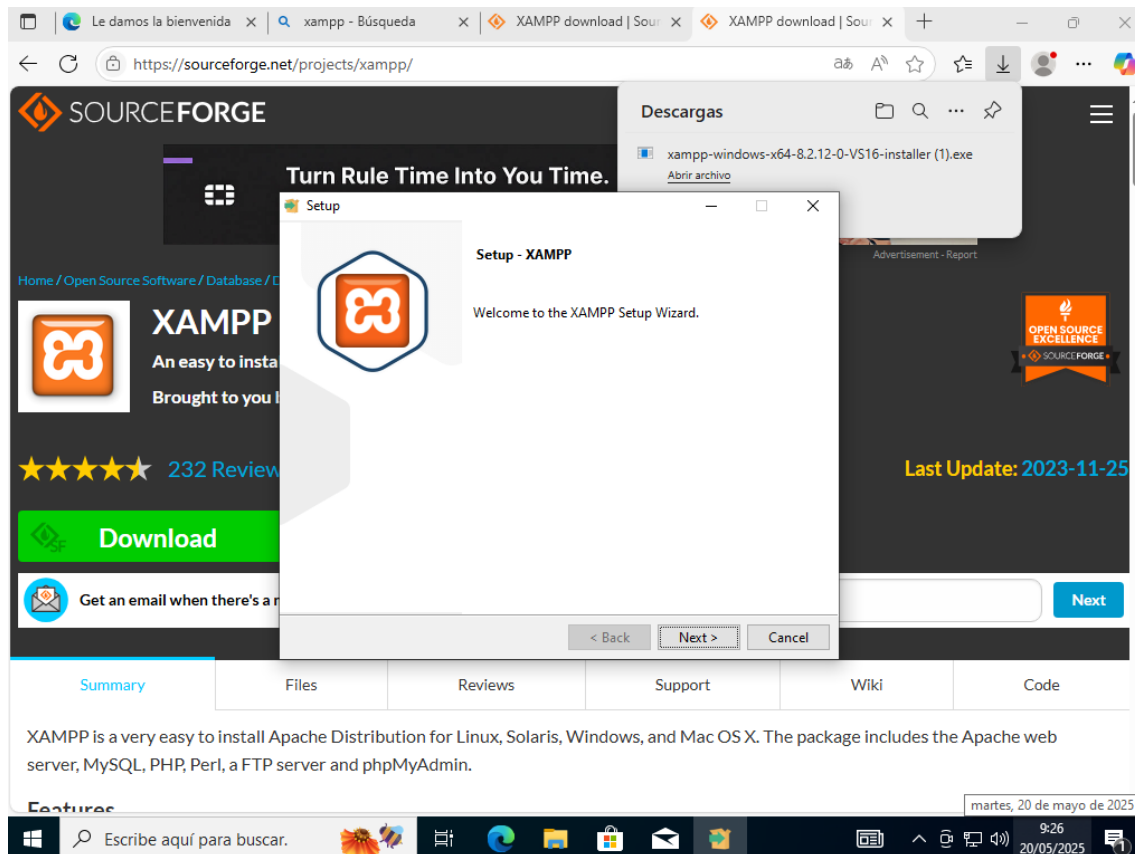 Le damos la bienvenida
xampp - Búsqueda
XAMPP download | Sour
XAMPP download | Sour
https://sourceforge.net/projects/xampp/
SOURCEFORGE
Descargas
xampp-windows-x64-8.2.12-0-VS16-installer (1).exe
Abrir archivo
Turn Rule Time Into You Time.
Advertisement - Report
Setup
Setup - XAMPP
Welcome to the XAMPP Setup Wizard.
< Back
Next >
Cancel
Home / Open Source Software / Database / D
XAMPP
An easy to insta
Brought to you
OPEN SOURCE
EXCELLENCE
SOURCEFORGE
232 Review
Last Update: 2023-11-25
SF
Download
Get an email when there's a
Next
Summary
Files
Reviews
Support
Wiki
Code
XAMPP is a very easy to install Apache Distribution for Linux, Solaris, Windows, and Mac OS X. The package includes the Apache web
server, MySQL, PHP, Perl, a FTP server and phpMyAdmin.
Features
martes, 20 de mayo de 2025
Escribe aquí para buscar.
9:26
20/05/2025
1